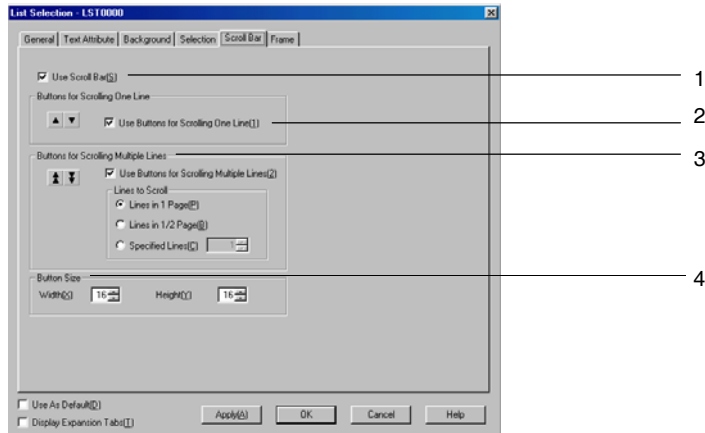 List Selection - LST0000
General Text Attribute Background Selection Scroll Bar Frame
Use Scroll Bar(S)
1
Buttons for Scrolling One Line
Use Buttons for Scrolling One Line(1)
2
Buttons for Scrolling Multiple Lines
3
Use Buttons for Scrolling Multiple Lines(2)
Lines to Scroll
Lines in 1 Page(P)
Lines in 1/2 Page(B)
Specified Lines(C) 1
Button Size
4
Width(X) 16 Height(Y) 16
Use As Default(D)
Display Expansion Tabs(T)
Apply(A) OK Cancel Help